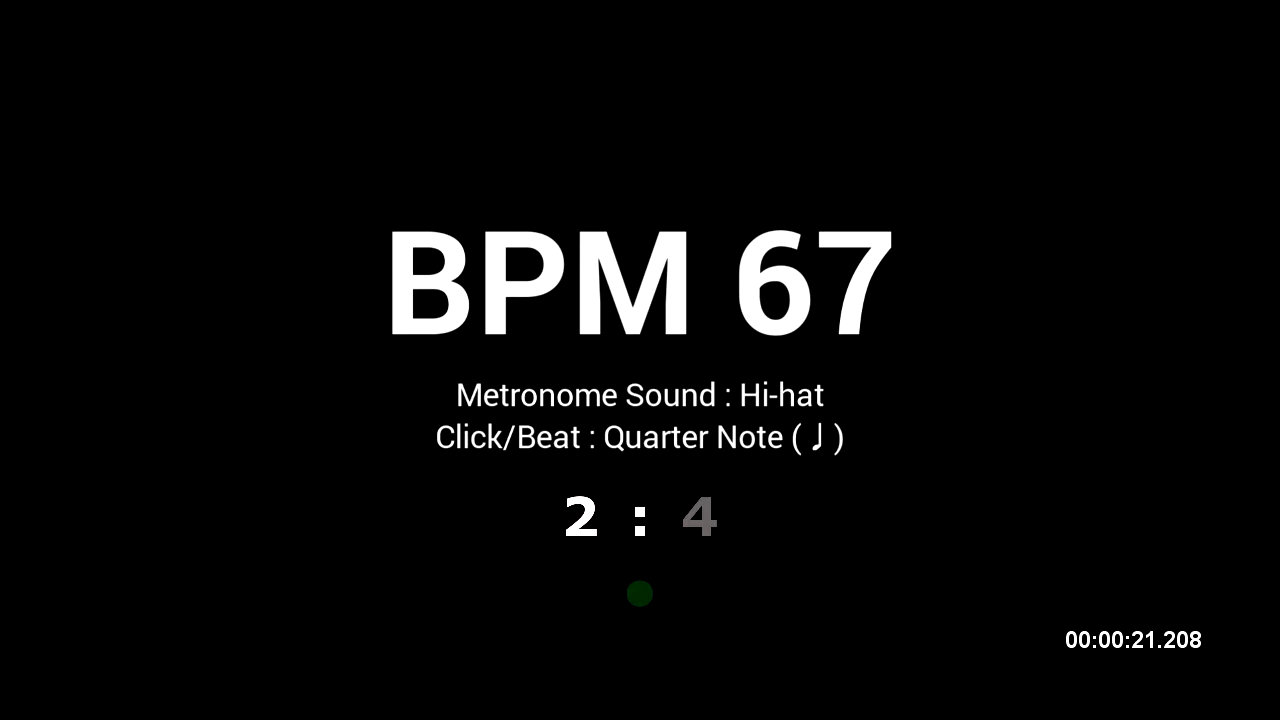 BPM 67
Metronome Sound : Hi-hat
Click/Beat : Quarter Note ( ♩ )
2 : 4
00:00:21.208